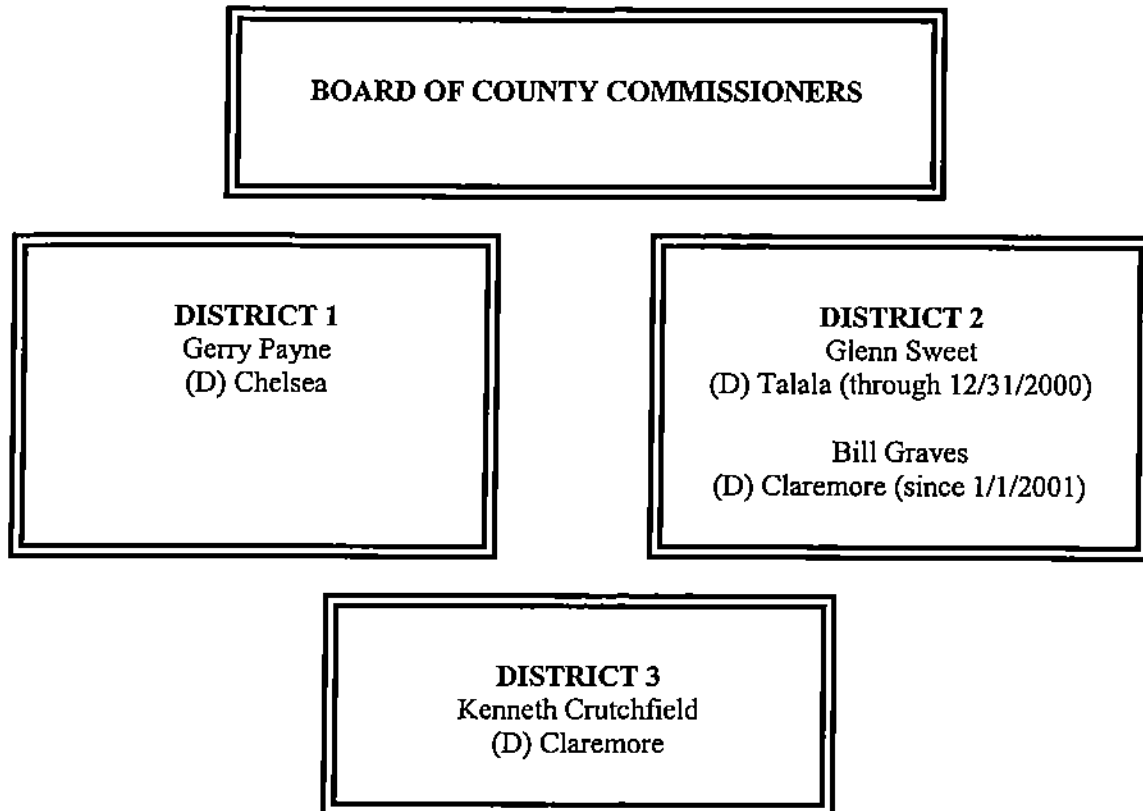 BOARD OF COUNTY COMMISSIONERS
DISTRICT 1
Gerry Payne
(D) Chelsea
DISTRICT 2
Glenn Sweet
(D) Talala (through 12/31/2000)
Bill Graves
(D) Claremore (since 1/1/2001)
DISTRICT 3
Kenneth Crutchfield
(D) Claremore